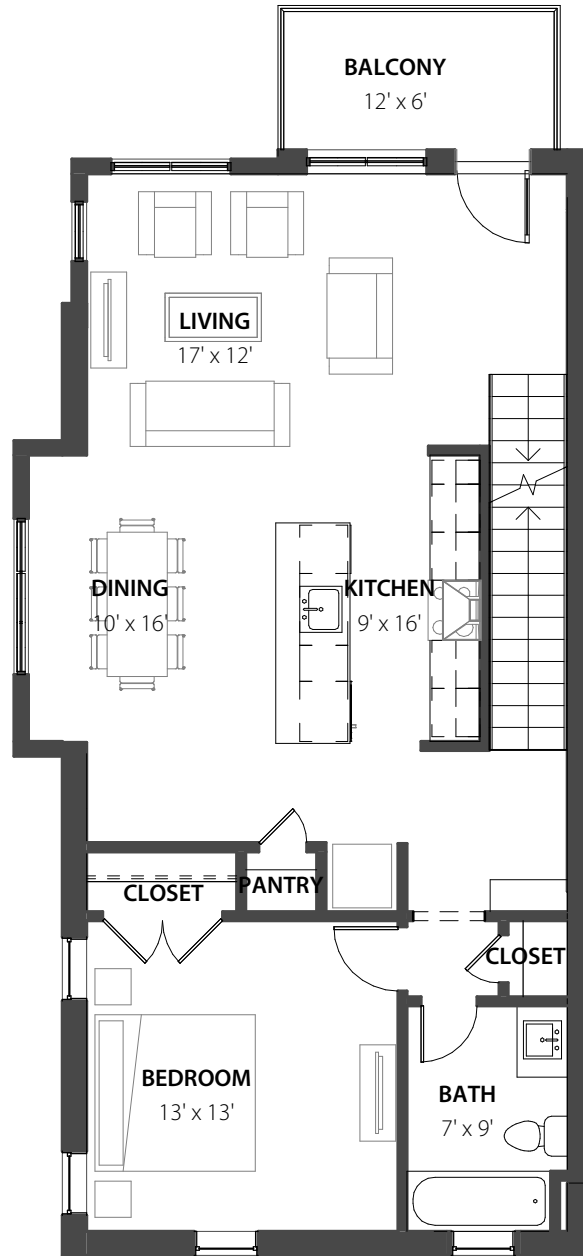 BALCONY
12' x 6'
LIVING
17' x 12'
DINING
10' x 16'
KITCHEN
9' x 16'
CLOSET
PANTRY
CLOSET
BEDROOM
13' x 13'
BATH
7' x 9'